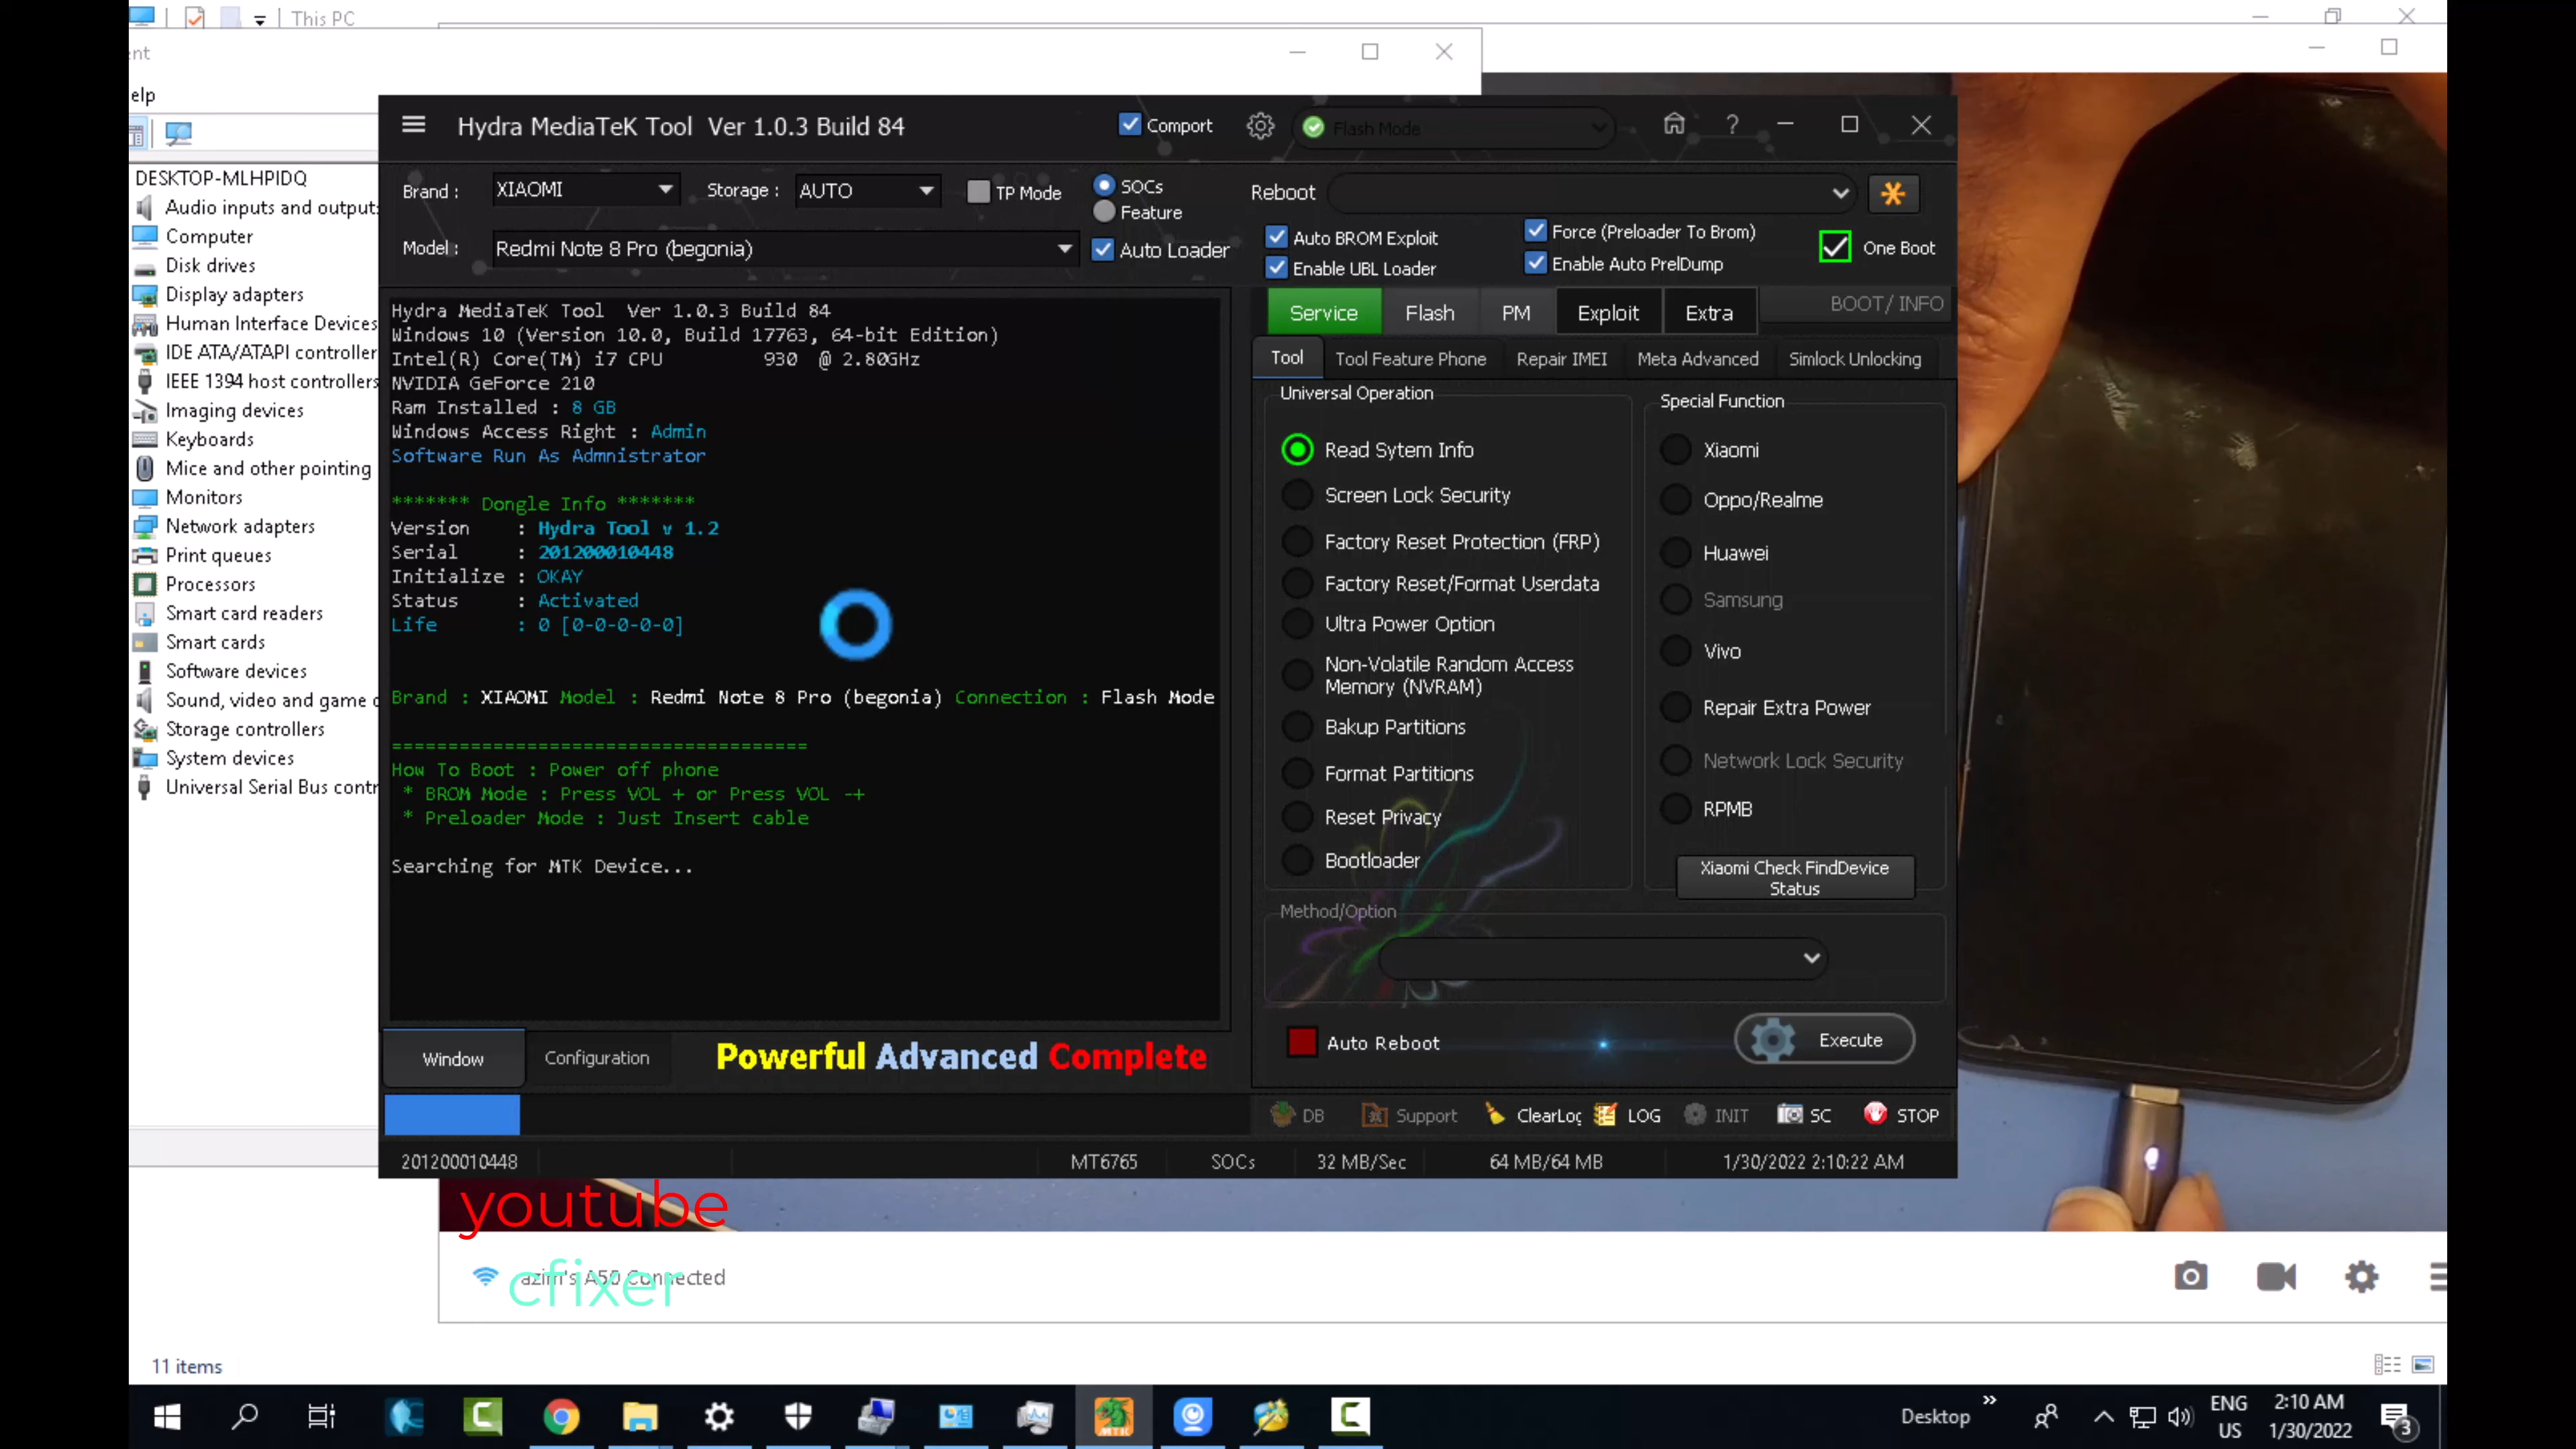 This PC
ent
elp
DESKTOP-MLHPIDQ
Audio inputs and outputs
Computer
Disk drives
Display adapters
Human Interface Devices
IDE ATA/ATAPI controller
IEEE 1394 host controllers
Imaging devices
Keyboards
Mice and other pointing
Monitors
Network adapters
Print queues
Processors
Smart card readers
Smart cards
Software devices
Sound, video and game c
Storage controllers
System devices
Universal Serial Bus contr
Hydra MediaTeK Tool Ver 1.0.3 Build 84
Comport
Flash Mode
?
Brand : XIAOMI Storage : AUTO TP Mode SOCs Feature
Model : Redmi Note 8 Pro (begonia) Auto Loader
Reboot
Auto BROM Exploit Force (Preloader To Brom)
Enable UBL Loader Enable Auto PrelDump One Boot
Hydra MediaTeK Tool Ver 1.0.3 Build 84
Windows 10 (Version 10.0, Build 17763, 64-bit Edition)
Intel(R) Core(TM) i7 CPU 930 @ 2.80GHz
NVIDIA GeForce 210
Ram Installed : 8 GB
Windows Access Right : Admin
Software Run As Admnistrator
******* Dongle Info *******
Version : Hydra Tool v 1.2
Serial : 201200010448
Initialize : OKAY
Status : Activated
Life : 0 [0-0-0-0-0]
Brand : XIAOMI Model : Redmi Note 8 Pro (begonia) Connection : Flash Mode
=====================================
How To Boot : Power off phone
* BROM Mode : Press VOL + or Press VOL -+
* Preloader Mode : Just Insert cable
Searching for MTK Device...
Service Flash PM Exploit Extra BOOT/ INFO
Tool Tool Feature Phone Repair IMEI Meta Advanced Simlock Unlocking
Universal Operation
Read Sytem Info
Screen Lock Security
Factory Reset Protection (FRP)
Factory Reset/Format Userdata
Ultra Power Option
Non-Volatile Random Access
Memory (NVRAM)
Bakup Partitions
Format Partitions
Reset Privacy
Bootloader
Special Function
Xiaomi
Oppo/Realme
Huawei
Samsung
Vivo
Repair Extra Power
Network Lock Security
RPMB
Xiaomi Check FindDevice
Status
Method/Option
Auto Reboot Execute
Window Configuration Powerful Advanced Complete
DB Support ClearLog LOG INIT SC STOP
201200010448 MT6765 SOCs 32 MB/Sec 64 MB/64 MB 1/30/2022 2:10:22 AM
youtube
azim's A50 Connected
cfixer
11 items
MTK
Desktop
ENG
US
2:10 AM
1/30/2022
3